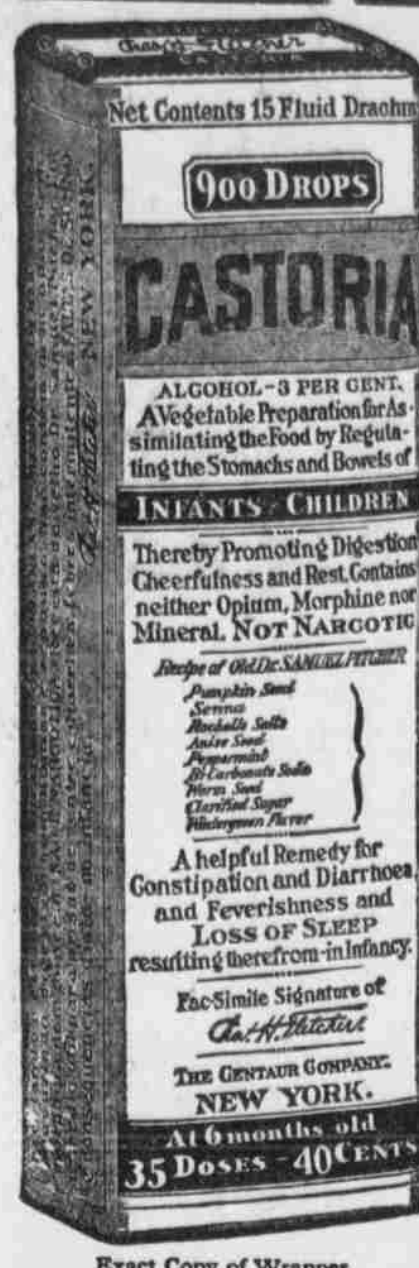 Net Contents 15 Fluid Drachm
900 DROPS
CASTORIA
ALCOHOL-3 PER CENT.
A Vegetable Preparation for As-
similating the Food by Regula-
ting the Stomachs and Bowels of
INFANTS CHILDREN
Thereby Promoting Digestion
Cheerfulness and Rest. Contains
neither Opium, Morphine nor
Mineral. NOT NARCOTIC
Recipe of Old Dr. SAMUEL PITCHER
Pumpkin Seed
Senna
Rochelle Salts
Anise Seed
Peppermint
Bi-Carbonate Soda
Worm Seed
Clarified Sugar
Wintergreen Flavor
A helpful Remedy for
Constipation and Diarrhoea,
and Feverishness and
LOSS OF SLEEP
resulting therefrom-in Infancy.
Fac-Simile Signature of
Chas. H. Fletcher.
THE CENTAUR COMPANY.
NEW YORK.
At 6 months old
35 DOSES - 40 CENTS
Exact Copy of Wrapper
NEW YORK